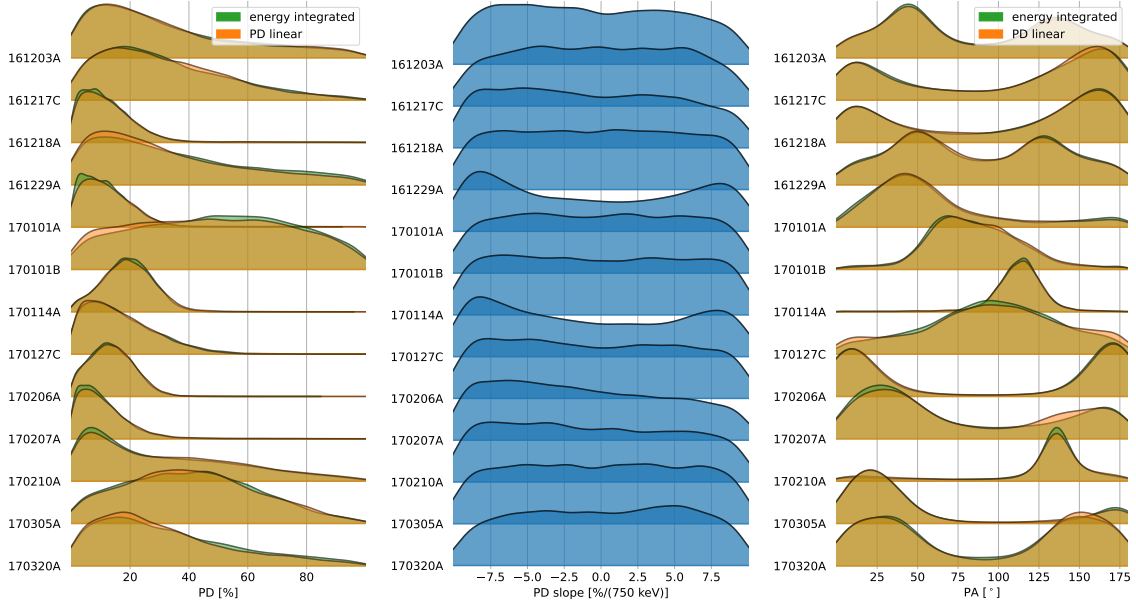 energy integrated
PD linear
161203A
161217C
161218A
161229A
170101A
170101B
170114A
170127C
170206A
170207A
170210A
170305A
170320A
20 40 60 80
PD [%]
161203A
161217C
161218A
161229A
170101A
170101B
170114A
170127C
170206A
170207A
170210A
170305A
170320A
−7.5 −5.0 −2.5 0.0 2.5 5.0 7.5
PD slope [%/(750 keV)]
energy integrated
PD linear
161203A
161217C
161218A
161229A
170101A
170101B
170114A
170127C
170206A
170207A
170210A
170305A
170320A
25 50 75 100 125 150 175
PA [°]